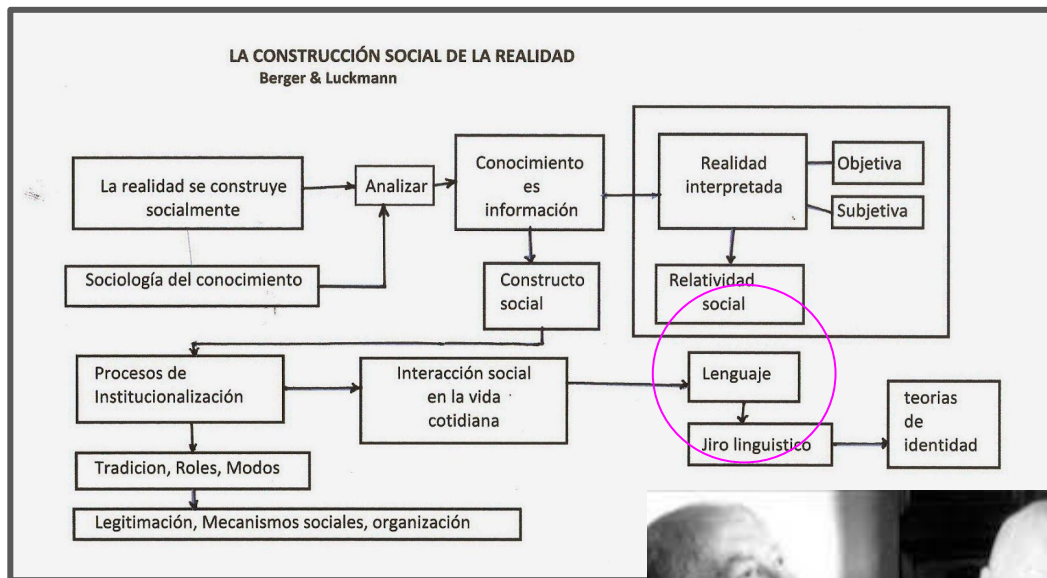 LA CONSTRUCCIÓN SOCIAL DE LA REALIDAD
Berger & Luckmann
La realidad se construye
socialmente
Analizar
Conocimiento
es
información
Realidad
interpretada
Objetiva
Subjetiva
Sociología del conocimiento
Constructo
social
Relatividad
social
Procesos de
Institucionalización
Interacción social
en la vida
cotidiana
Lenguaje
Jiro linguistico
teorias
de
identidad
Tradicion, Roles, Modos
Legitimación, Mecanismos sociales, organización